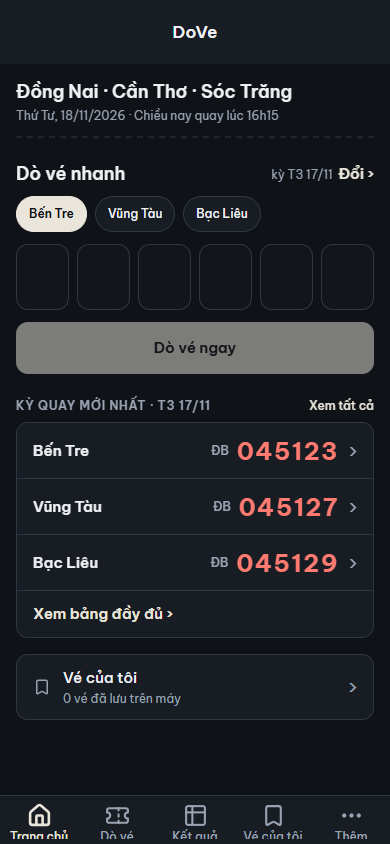 DoVe
Đồng Nai · Cần Thơ · Sóc Trăng
Thứ Tư, 18/11/2026 · Chiều nay quay lúc 16h15
Dò vé nhanh
kỳ T3 17/11 Đổi ›
Bến Tre Vũng Tàu Bạc Liêu
Dò vé ngay
KỲ QUAY MỚI NHẤT · T3 17/11 Xem tất cả
Bến Tre ĐB 045123 ›
Vũng Tàu ĐB 045127 ›
Bạc Liêu ĐB 045129 ›
Xem bảng đầy đủ ›
Vé của tôi ›
0 vé đã lưu trên máy
Trang chủ Dò vé Kết quả Vé của tôi Thêm